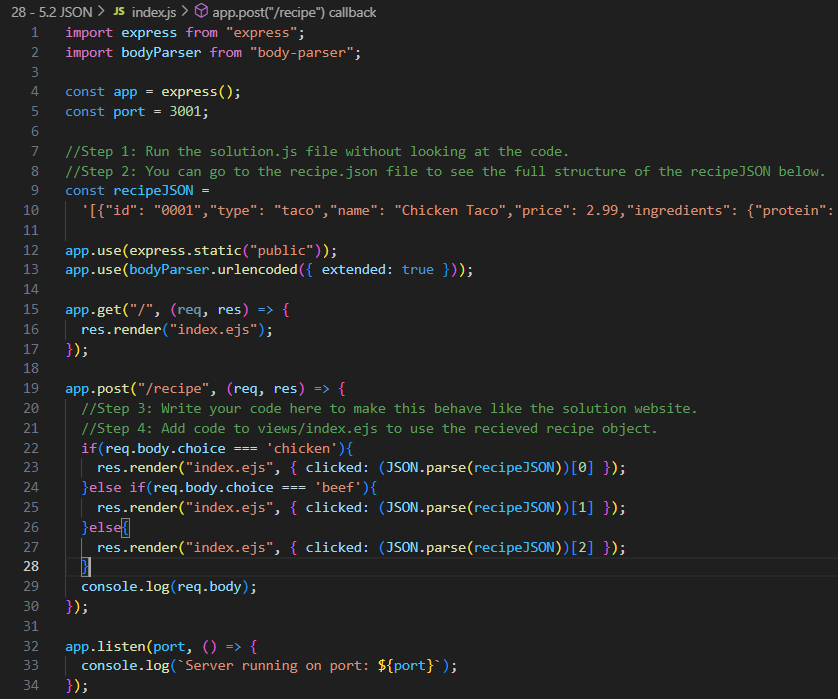 28 - 5.2 JSON > JS index.js > app.post("/recipe") callback
1 import express from "express";
2 import bodyParser from "body-parser";
3
4 const app = express();
5 const port = 3001;
6
7 //Step 1: Run the solution.js file without looking at the code.
8 //Step 2: You can go to the recipe.json file to see the full structure of the recipeJSON below.
9 const recipeJSON =
10 '[{"id": "0001","type": "taco","name": "Chicken Taco","price": 2.99,"ingredients": {"protein":
11
12 app.use(express.static("public"));
13 app.use(bodyParser.urlencoded({ extended: true }));
14
15 app.get("/", (req, res) => {
16 res.render("index.ejs");
17 });
18
19 app.post("/recipe", (req, res) => {
20 //Step 3: Write your code here to make this behave like the solution website.
21 //Step 4: Add code to views/index.ejs to use the recieved recipe object.
22 if(req.body.choice === 'chicken'){
23 res.render("index.ejs", { clicked: (JSON.parse(recipeJSON))[0] });
24 }else if(req.body.choice === 'beef'){
25 res.render("index.ejs", { clicked: (JSON.parse(recipeJSON))[1] });
26 }else{
27 res.render("index.ejs", { clicked: (JSON.parse(recipeJSON))[2] });
28 }
29 console.log(req.body);
30 });
31
32 app.listen(port, () => {
33 console.log(`Server running on port: ${port}`);
34 });